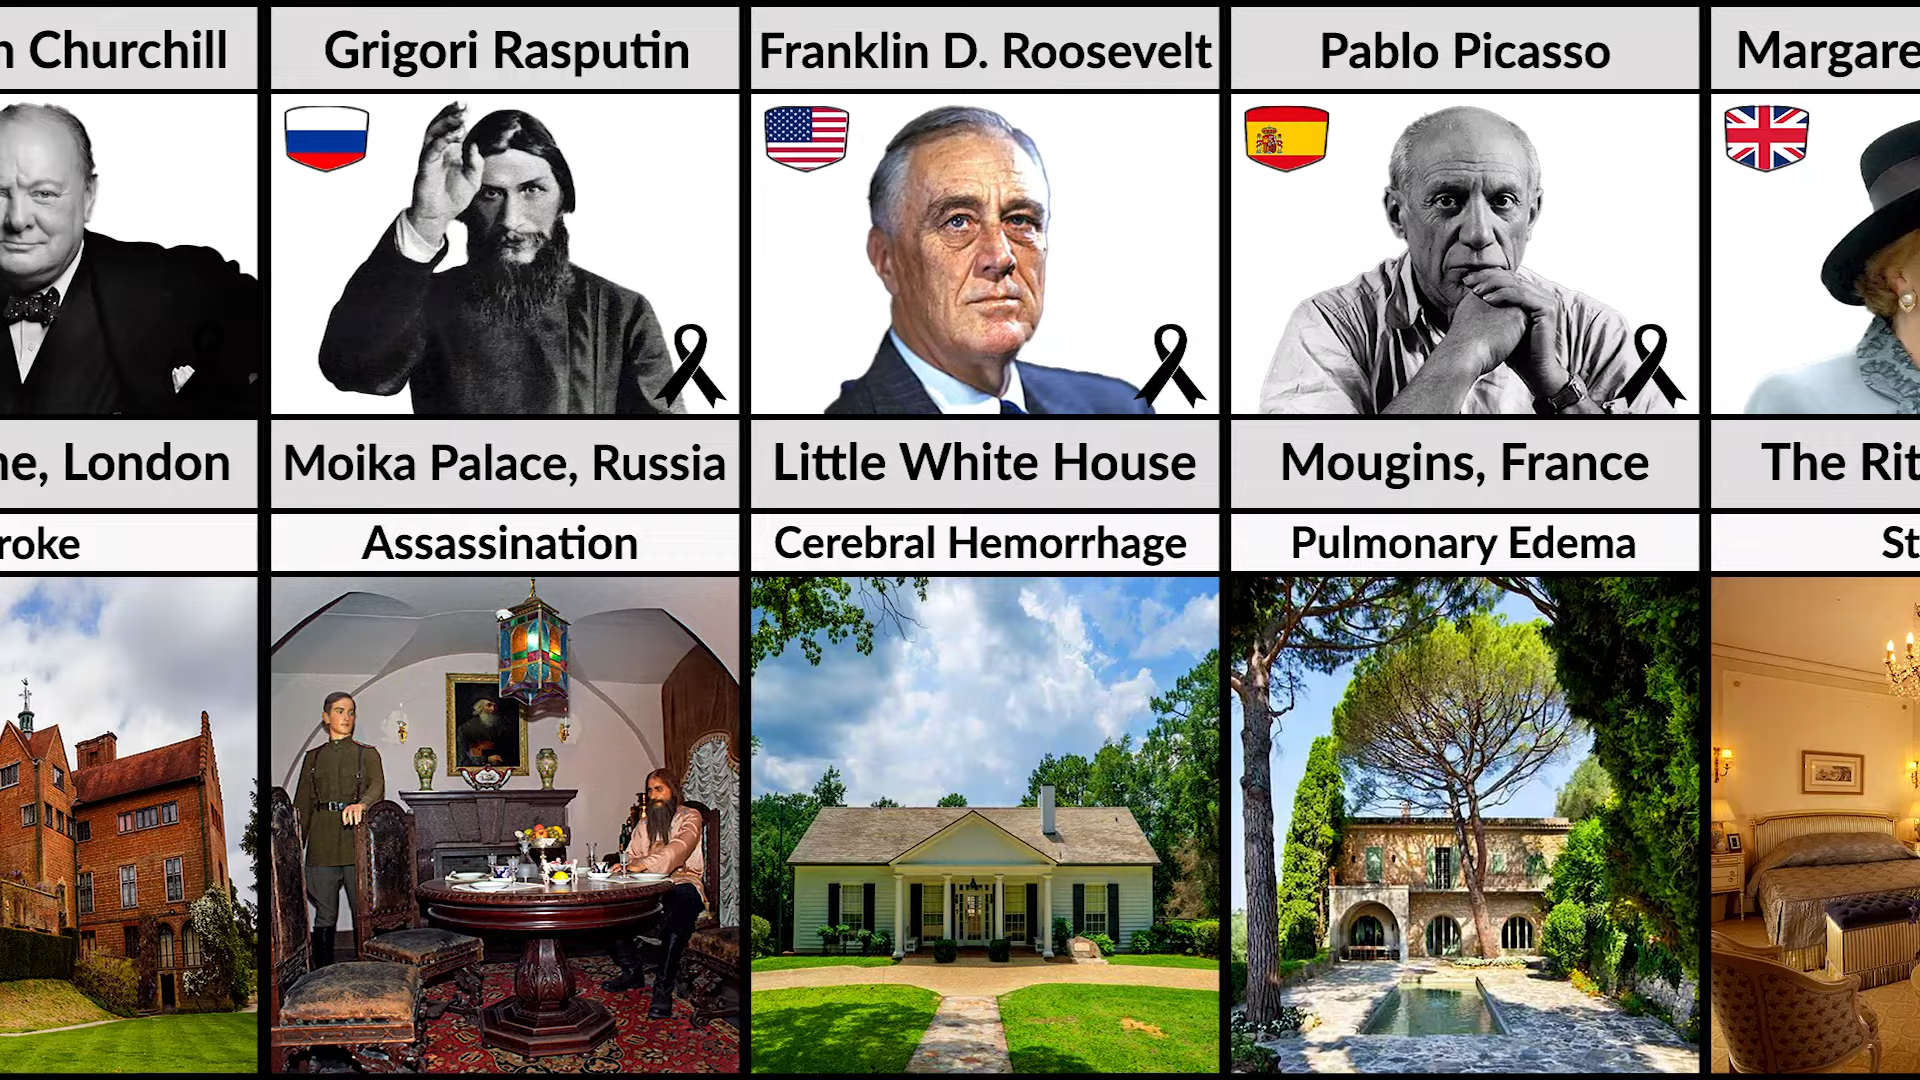 n Churchill
Grigori Rasputin
Franklin D. Roosevelt
Pablo Picasso
Margare
ne, London
Moika Palace, Russia
Little White House
Mougins, France
The Rit
roke
Assassination
Cerebral Hemorrhage
Pulmonary Edema
St